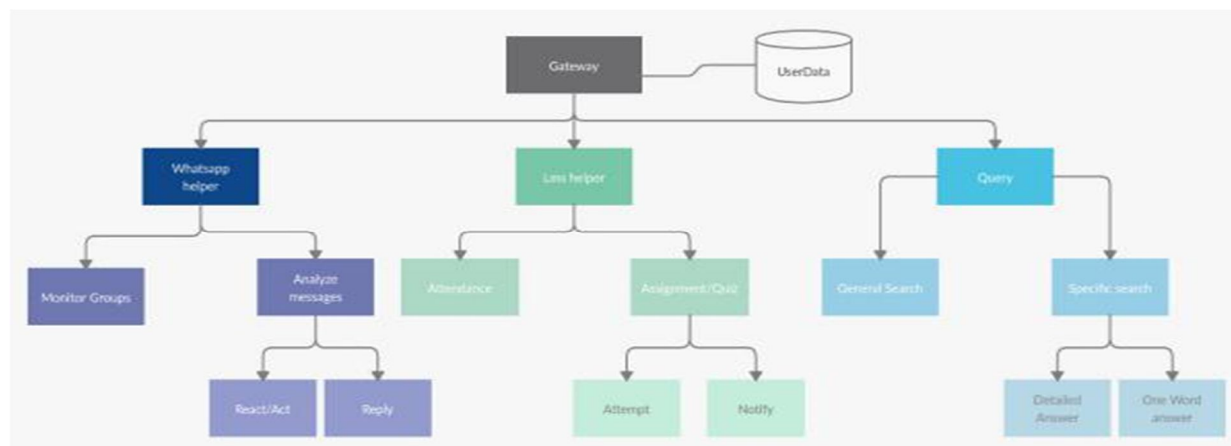 Gateway
UserData
Whatsapp
helper
Lms helper
Query
Monitor Groups
Analyze
messages
Attendance
Assignment/Quiz
General Search
Specific search
React/Act
Reply
Attempt
Notify
Detailed
Answer
One Word
answer